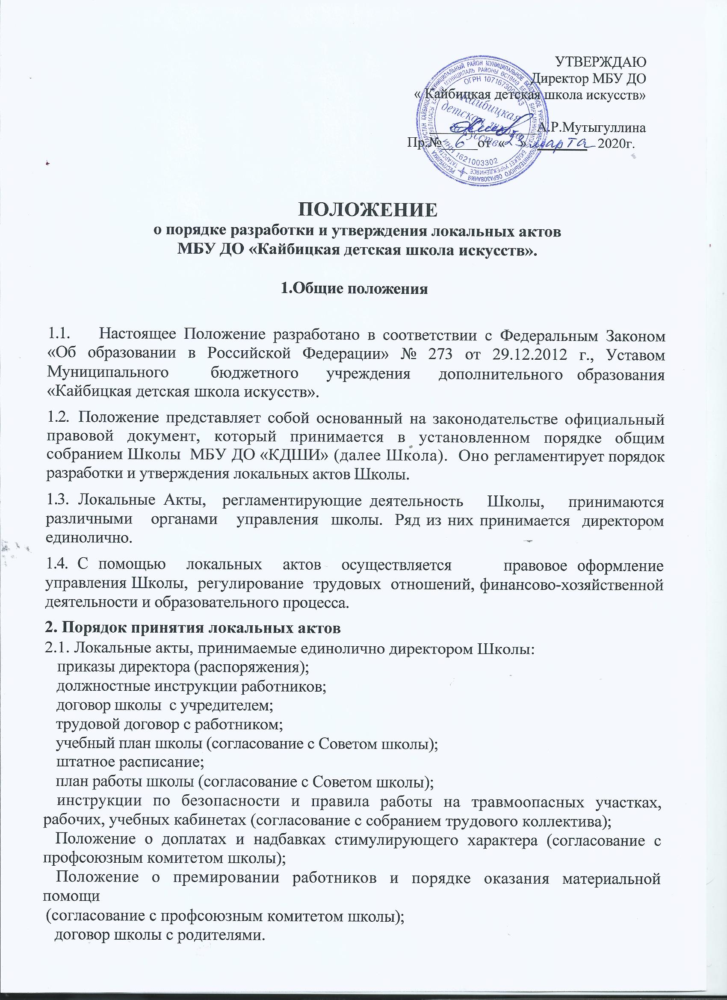 УТВЕРЖДАЮ
Директор МБУ ДО
« Кайбицкая детская школа искусств»
А.Р.Мутыгуллина
Пр.№ 6 от «23» марта 2020г.
Кайбицкая
детская школа
искусств
ИНН 1621003302
ПОЛОЖЕНИЕ
о порядке разработки и утверждения локальных актов
МБУ ДО «Кайбицкая детская школа искусств».
1.Общие положения
1.1. Настоящее Положение разработано в соответствии с Федеральным Законом
«Об образовании в Российской Федерации» № 273 от 29.12.2012 г., Уставом
Муниципального бюджетного учреждения дополнительного образования
«Кайбицкая детская школа искусств».
1.2. Положение представляет собой основанный на законодательстве официальный
правовой документ, который принимается в установленном порядке общим
собранием Школы МБУ ДО «КДШИ» (далее Школа). Оно регламентирует порядок
разработки и утверждения локальных актов Школы.
1.3. Локальные Акты, регламентирующие деятельность Школы, принимаются
различными органами управления школы. Ряд из них принимается директором
единолично.
1.4. С помощью локальных актов осуществляется правовое оформление
управления Школы, регулирование трудовых отношений, финансово-хозяйственной
деятельности и образовательного процесса.
2. Порядок принятия локальных актов
2.1. Локальные акты, принимаемые единолично директором Школы:
приказы директора (распоряжения);
должностные инструкции работников;
договор школы с учредителем;
трудовой договор с работником;
учебный план школы (согласование с Советом школы);
штатное расписание;
план работы школы (согласование с Советом школы);
инструкции по безопасности и правила работы на травмоопасных участках,
рабочих, учебных кабинетах (согласование с собранием трудового коллектива);
Положение о доплатах и надбавках стимулирующего характера (согласование с
профсоюзным комитетом школы);
Положение о премировании работников и порядке оказания материальной
помощи
(согласование с профсоюзным комитетом школы);
договор школы с родителями.